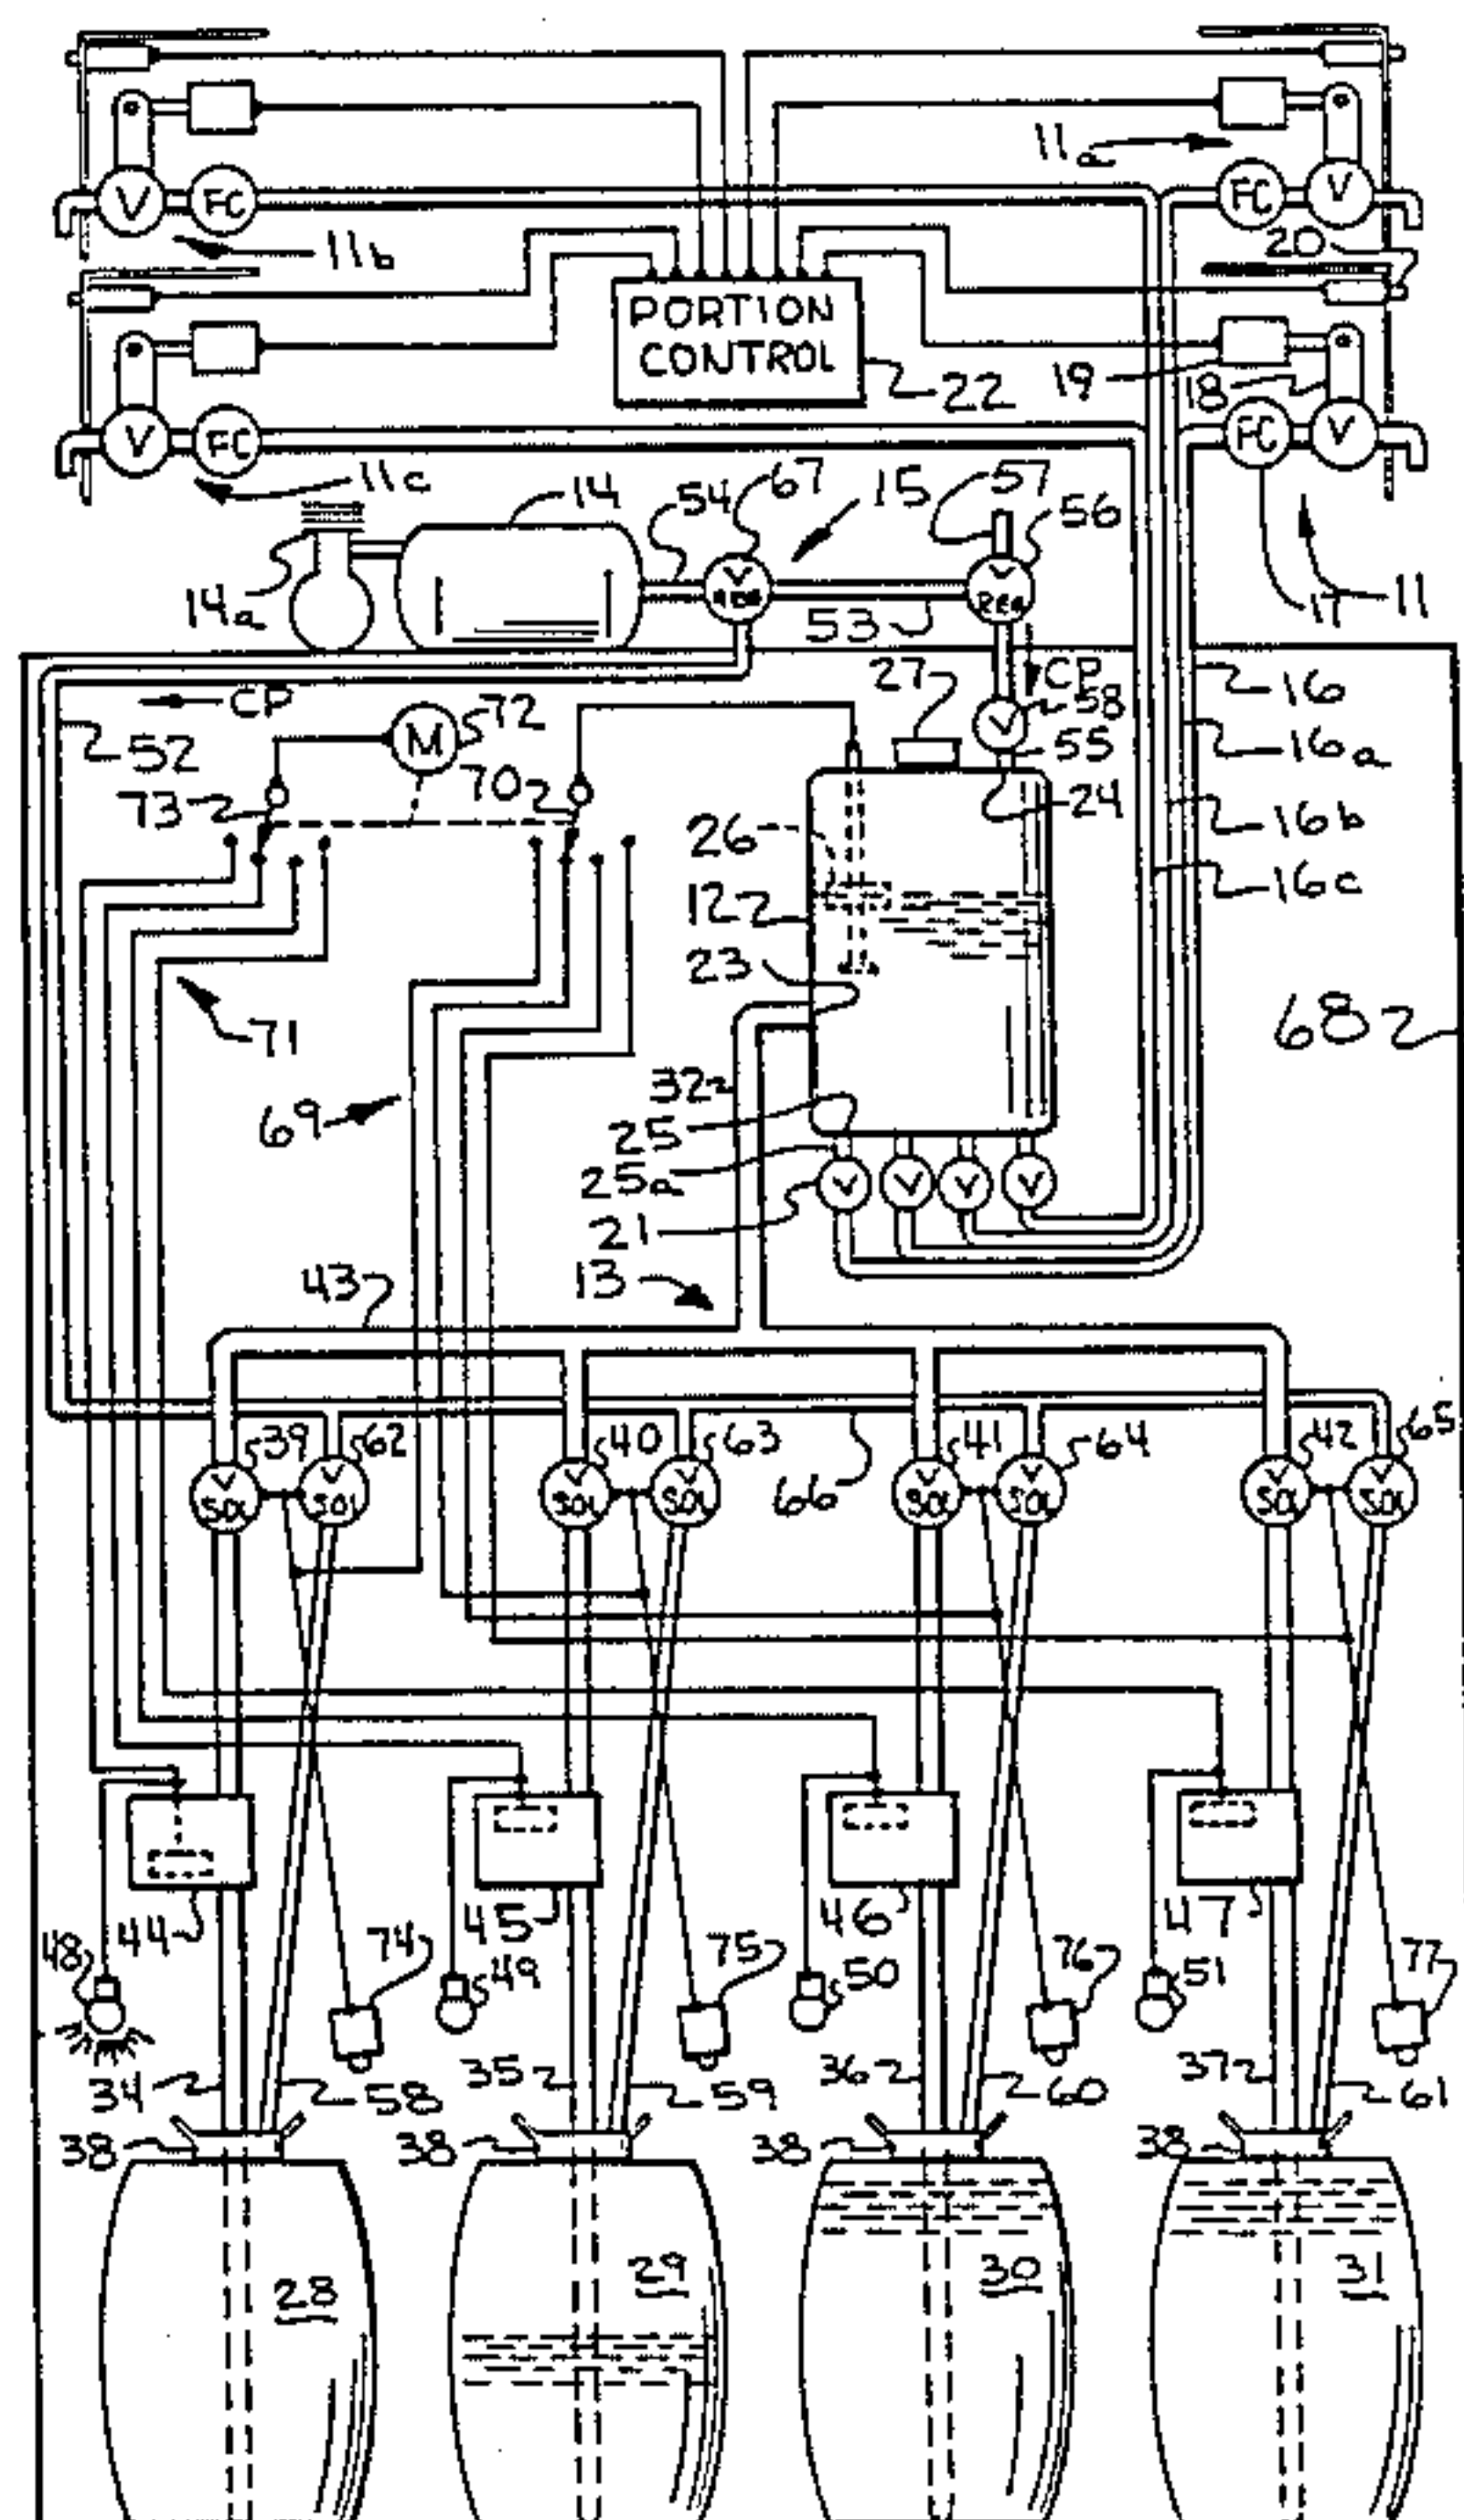 11a
V FC FC V
11b 20
PORTION
CONTROL
22 19 18
V FC FC V
11c 14 54 67 15 57 56
V V
REG
14a 53 17 11
27 CP 58 16
CP 72
M V
52 55 16a
73 70 24
26 16b
12 16c
23
71 68
32
69 25
25a
V V V V
21
43 13
39 62 40 63 41 64 42 65
V V V V V V V V
SOL SOL SOL SOL SOL SOL SOL SOL
66
44 45 46 47
48 74 49 75 50 76 51 77
34 58 35 59 36 60 37 61
38 38 38 38
28 29 30 31